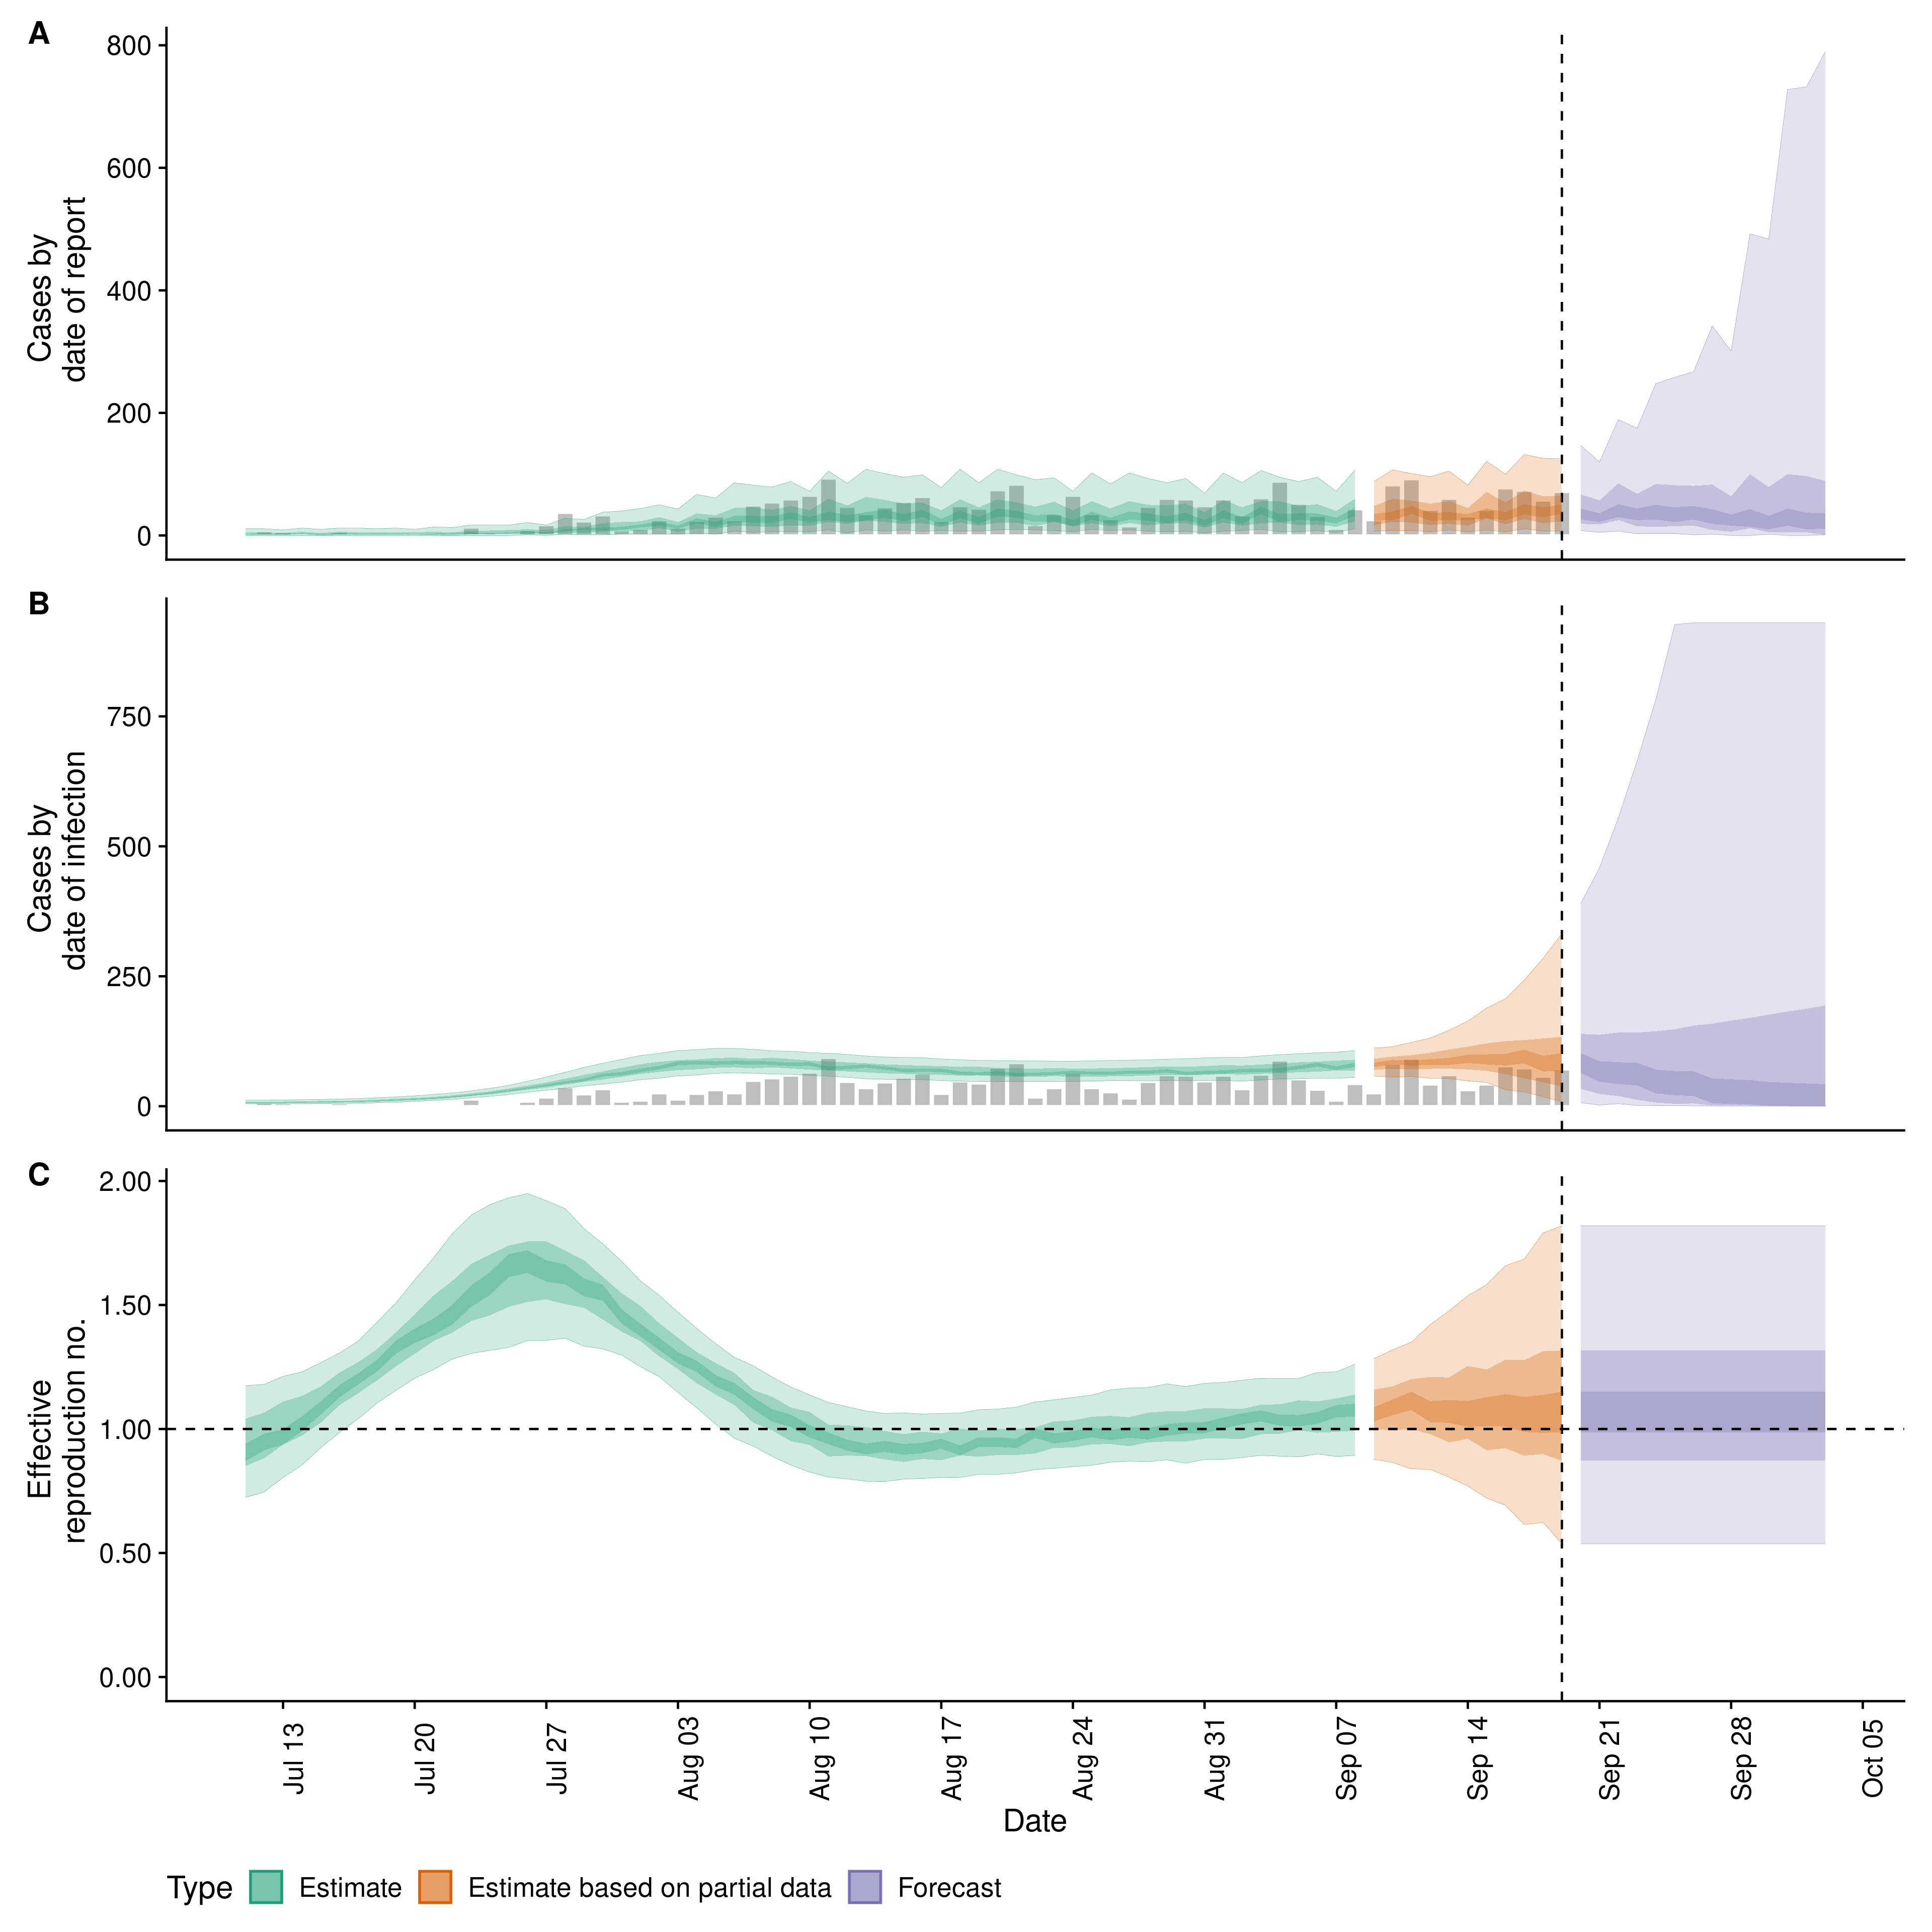 A
800
600
400
200
0
Cases by
date of report
B
750
500
250
0
Cases by
date of infection
C
2.00
1.50
1.00
0.50
0.00
Effective
reproduction no.
Jul 13
Jul 20
Jul 27
Aug 03
Aug 10
Aug 17
Aug 24
Aug 31
Sep 07
Sep 14
Sep 21
Sep 28
Oct 05
Date
Type Estimate Estimate based on partial data Forecast